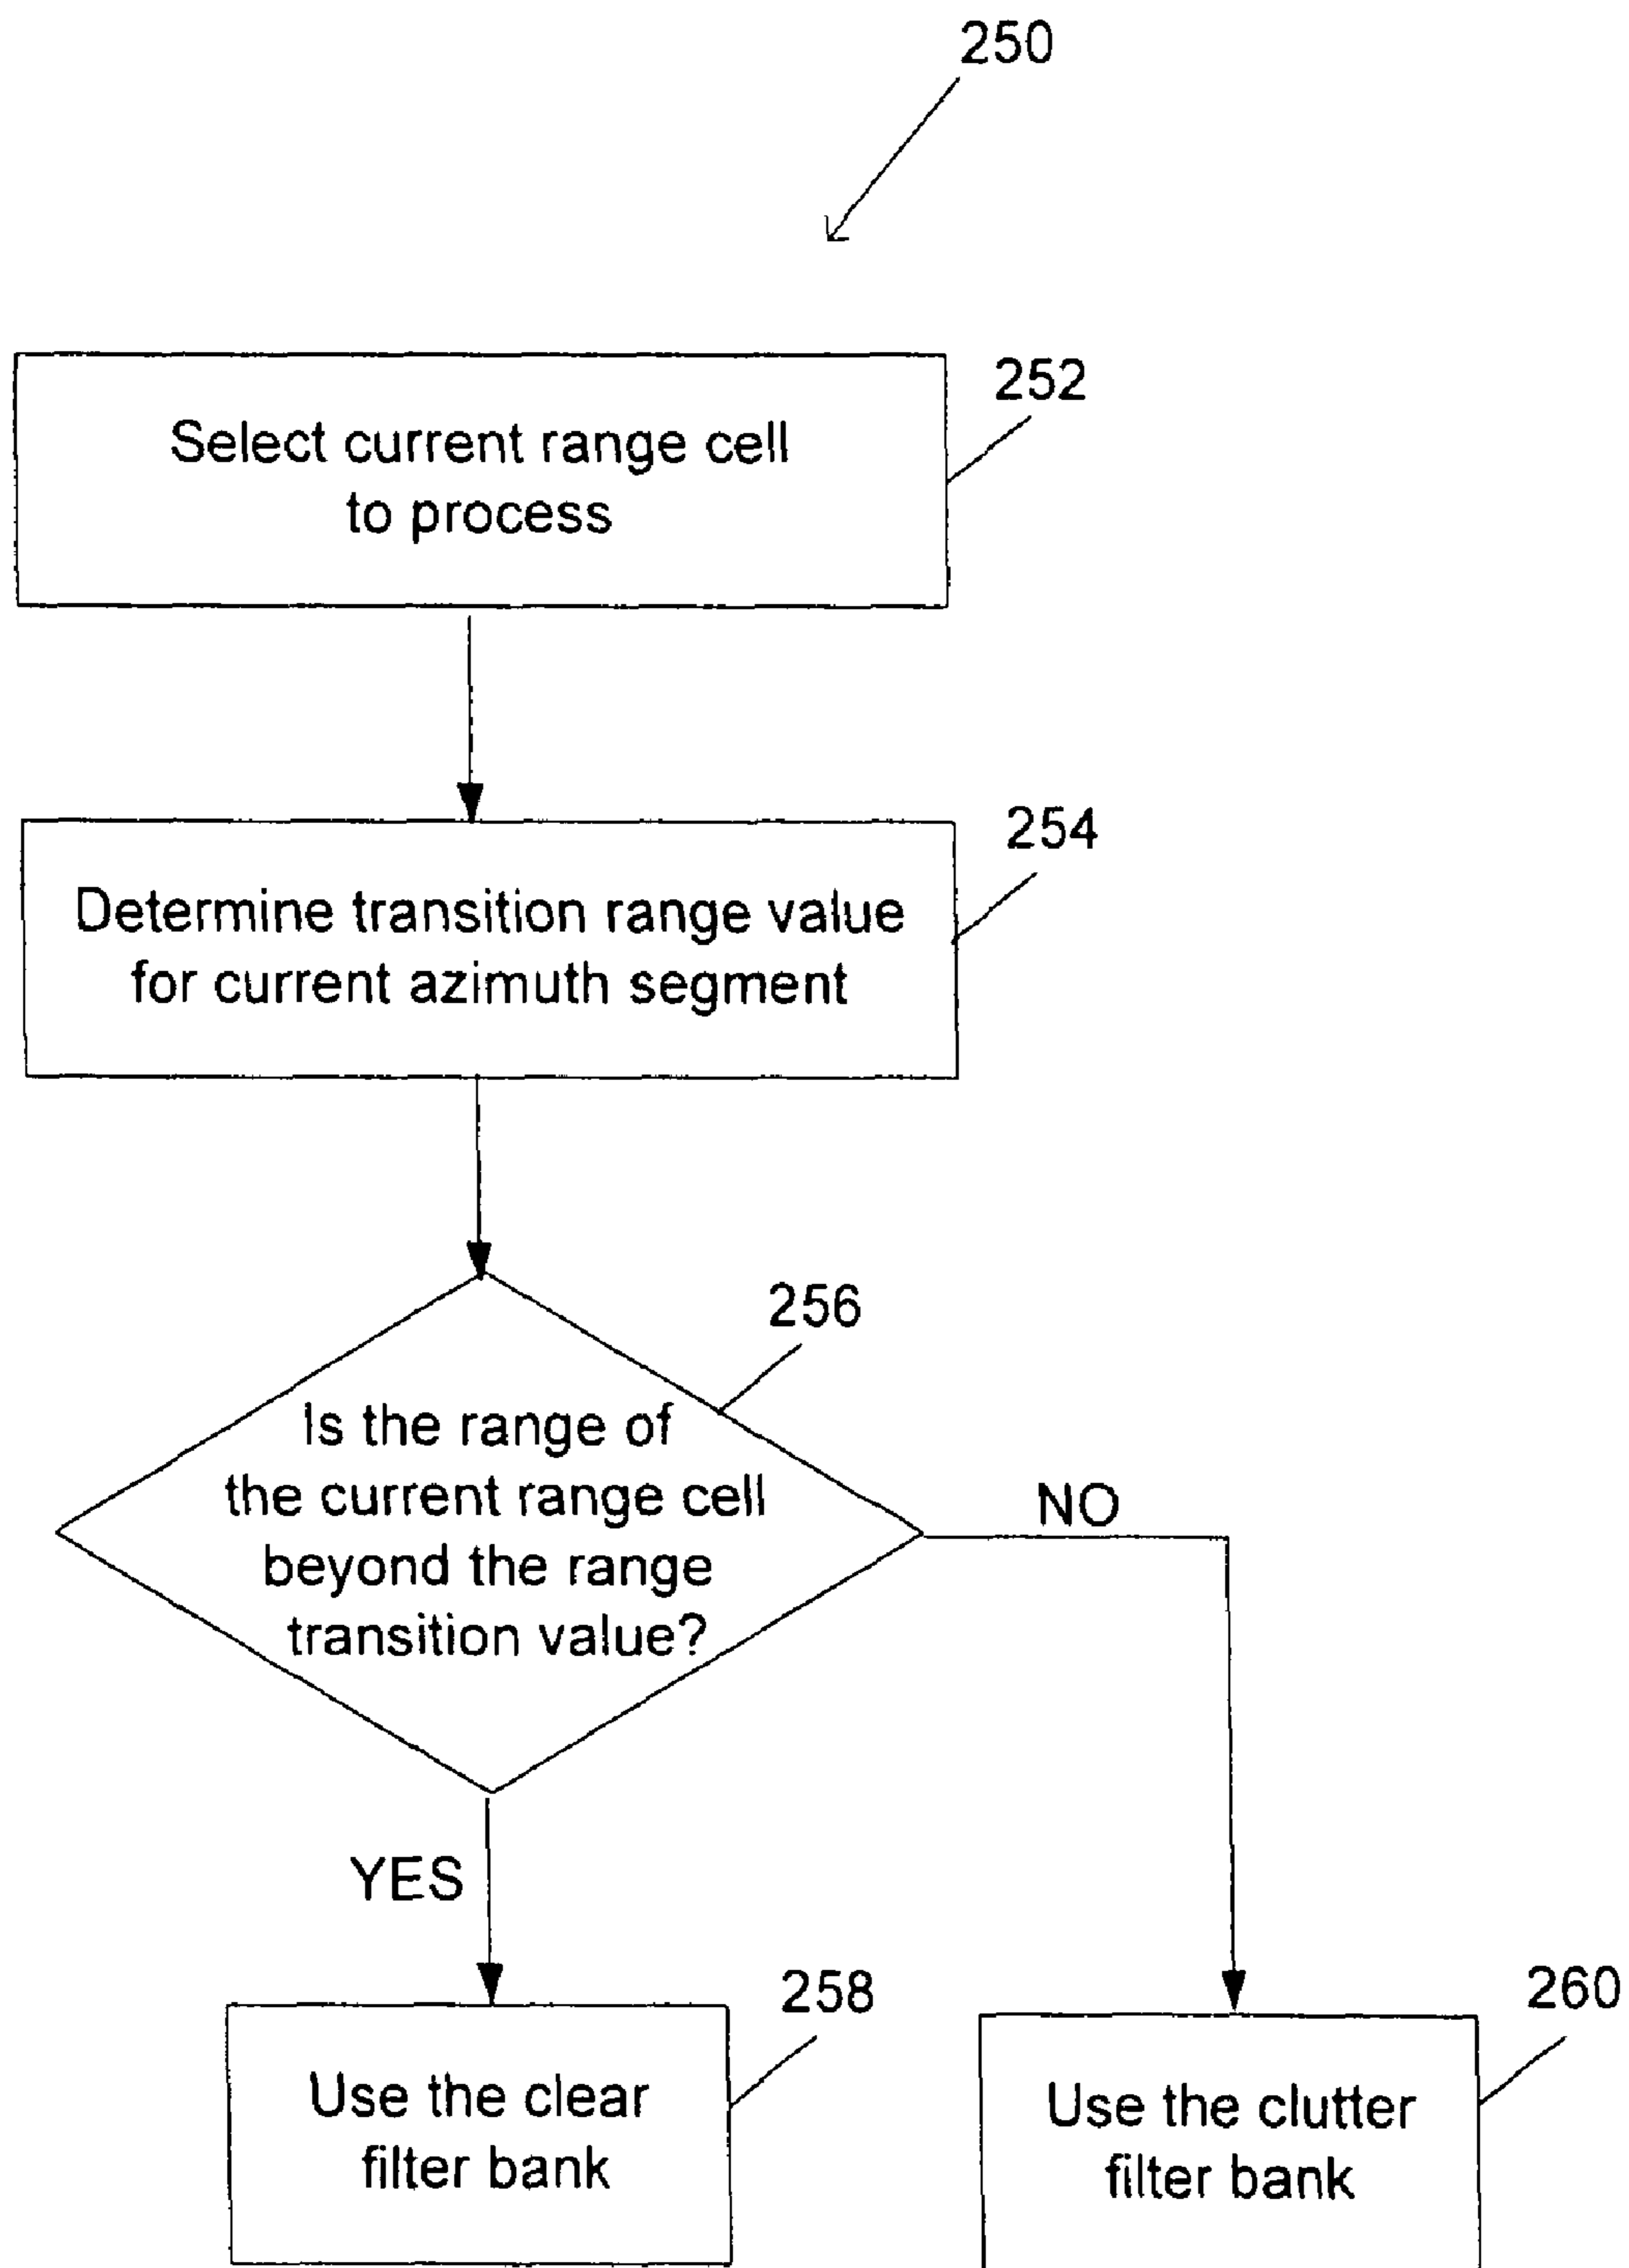 250
252
Select current range cell
to process
254
Determine transition range value
for current azimuth segment
256
Is the range of
the current range cell
beyond the range
transition value?
NO
YES
258
Use the clear
filter bank
260
Use the clutter
filter bank